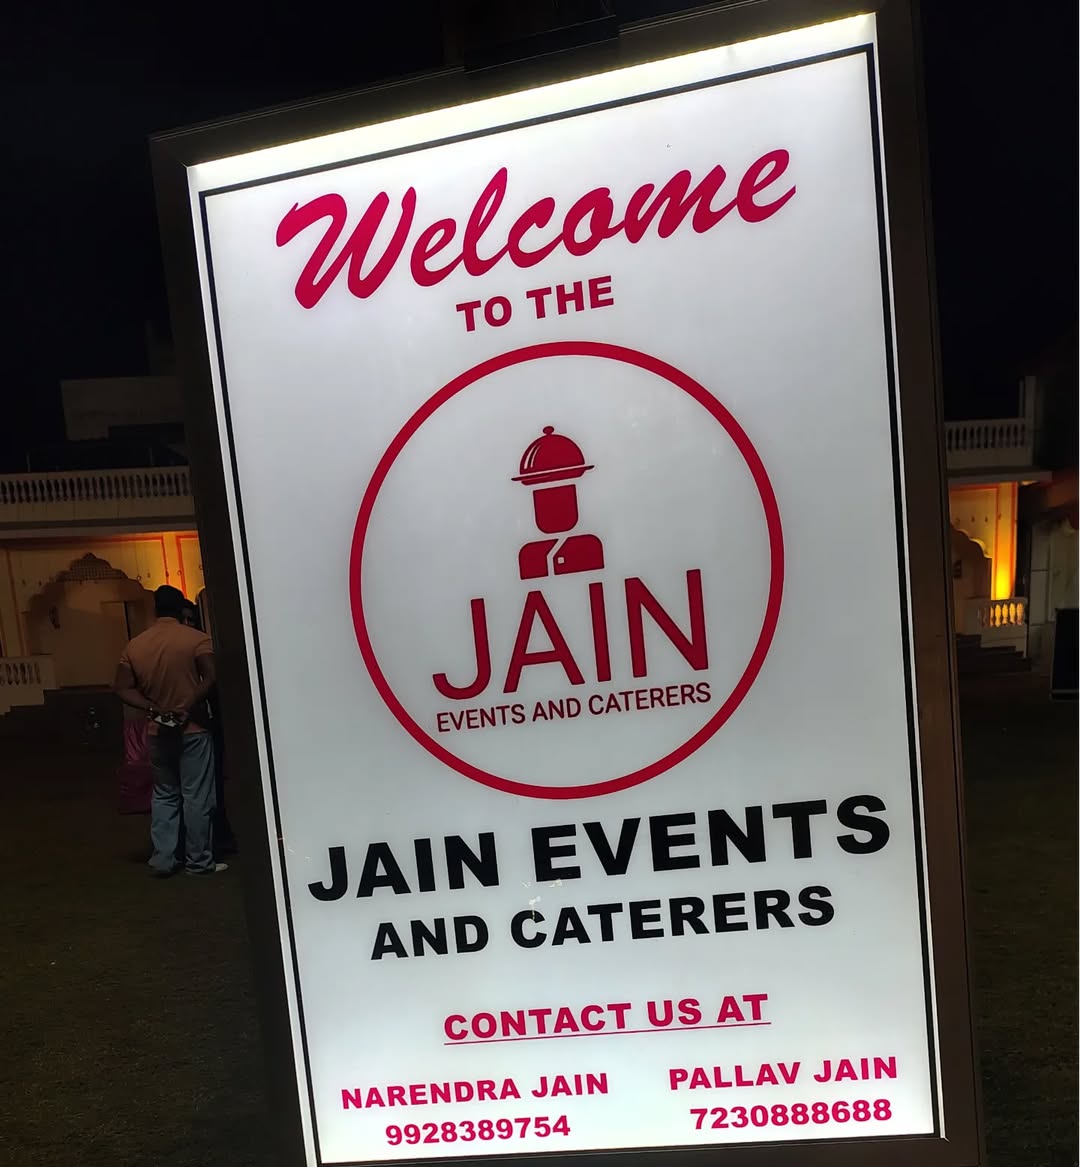 Welcome
TO THE
JAIN
EVENTS AND CATERERS
JAIN EVENTS
AND CATERERS
CONTACT US AT
NARENDRA JAIN
9928389754
PALLAV JAIN
7230888688